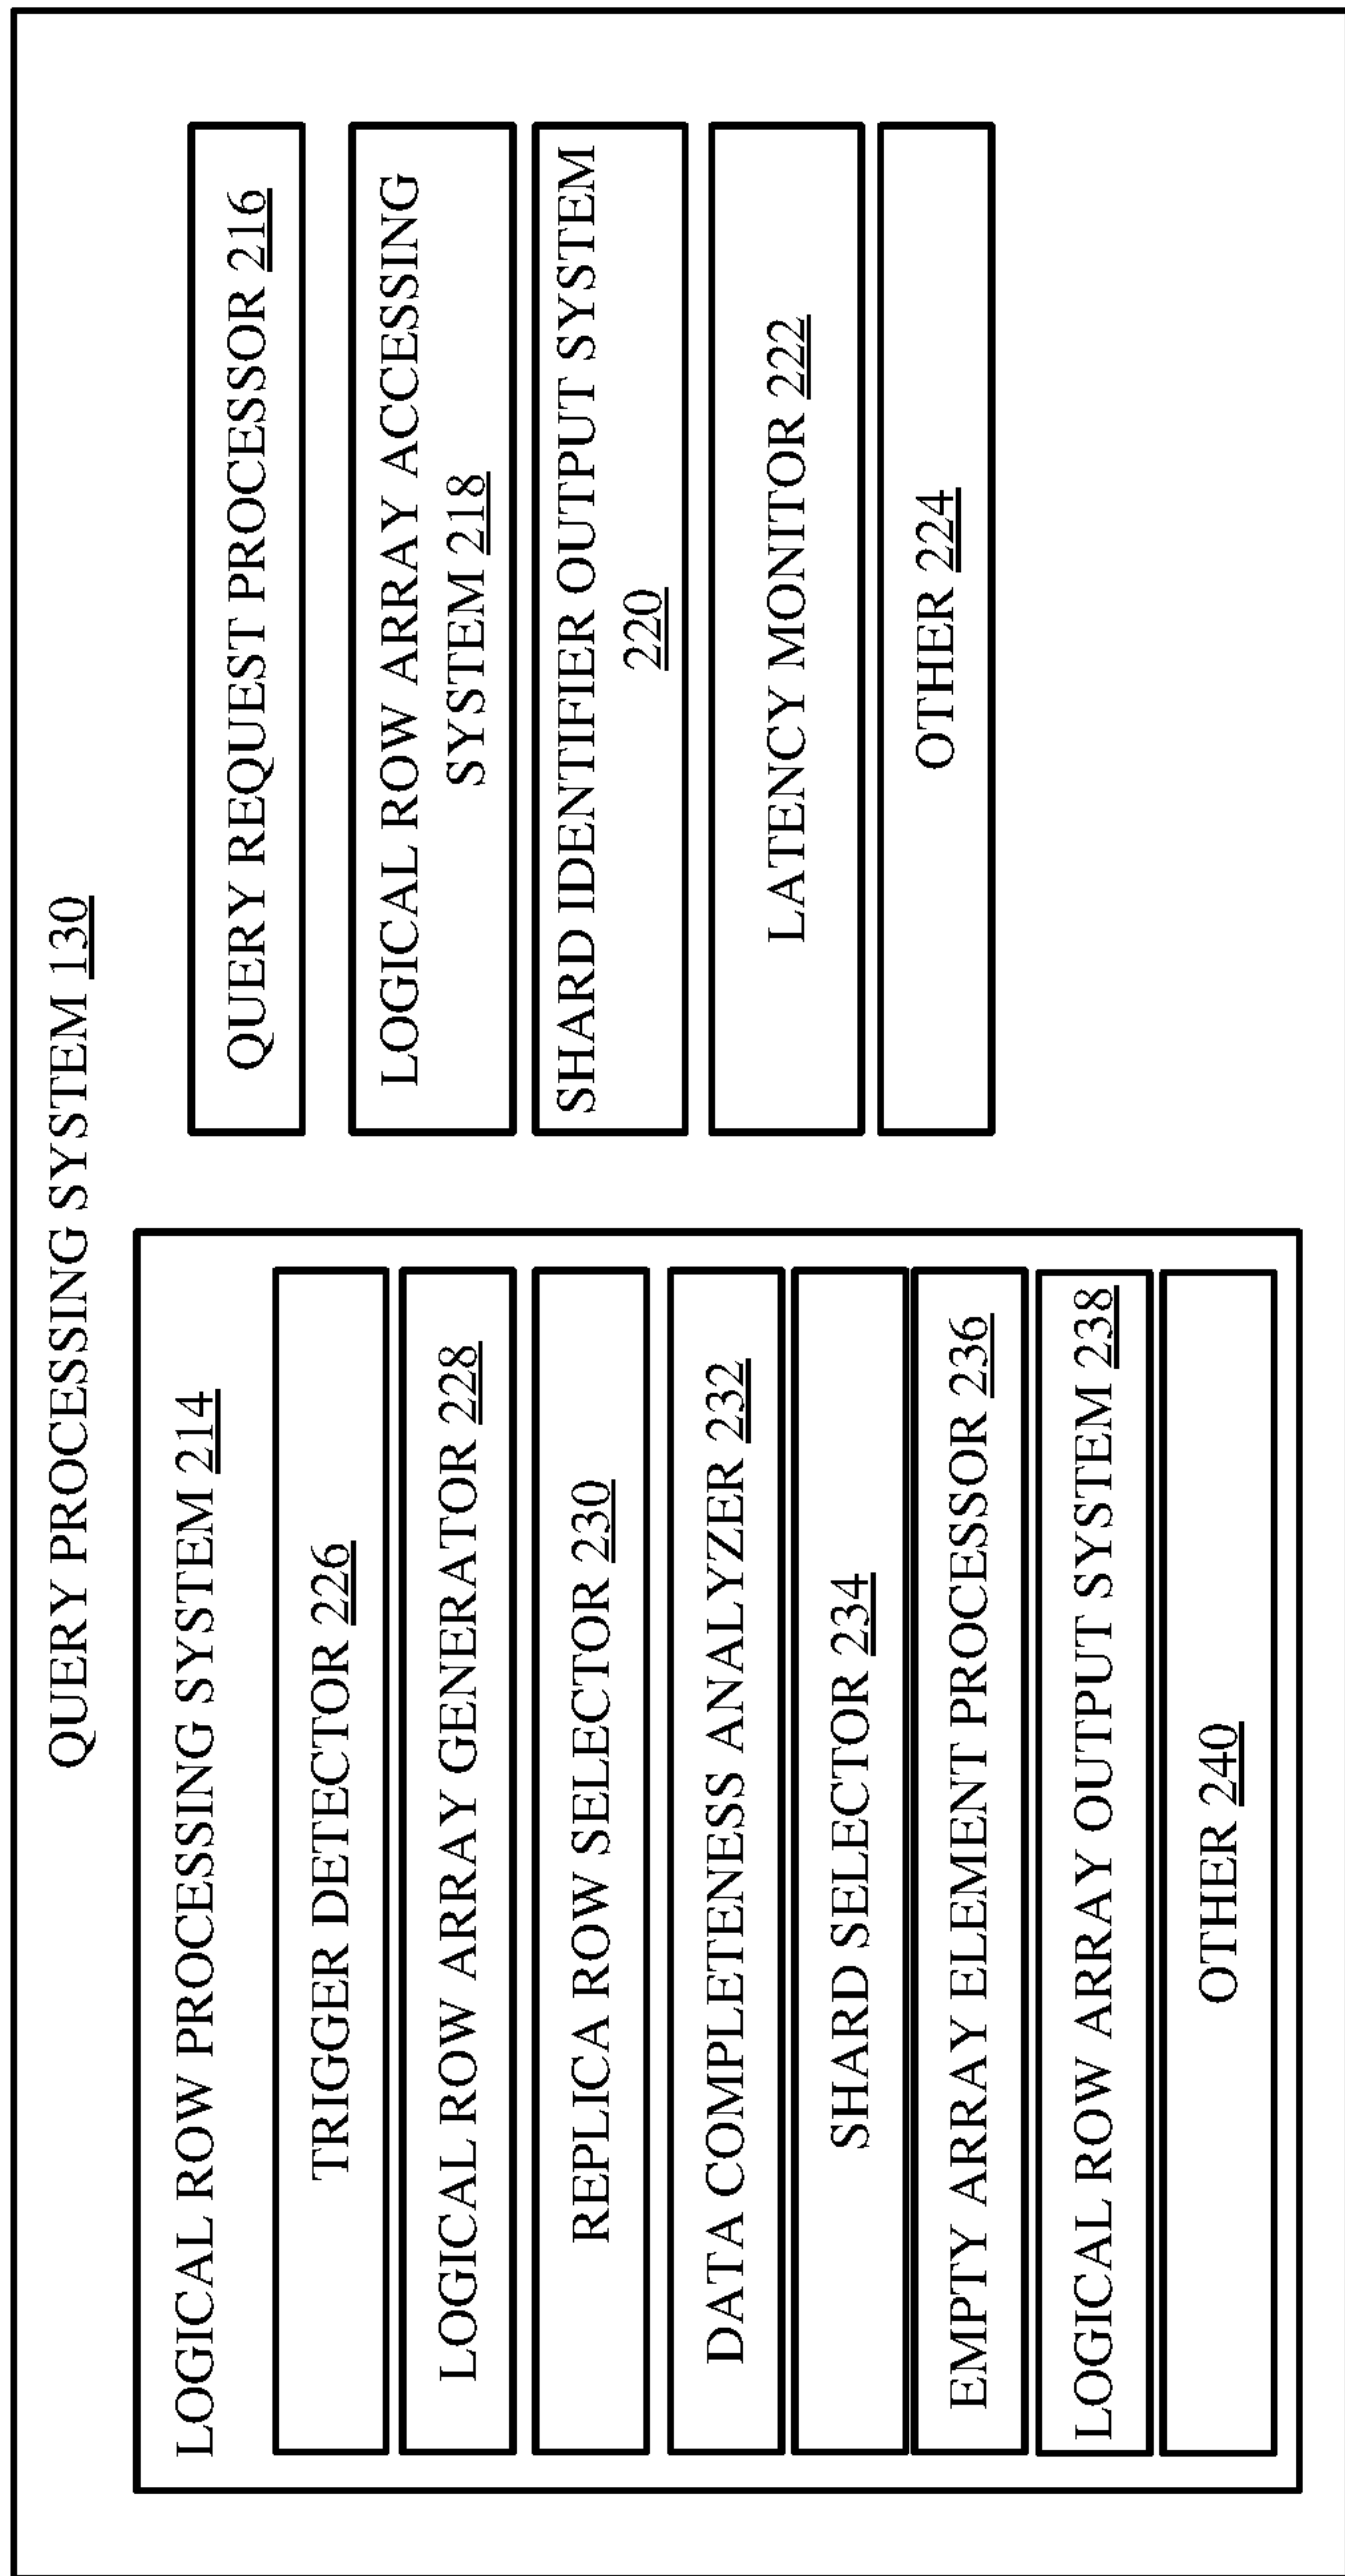 QUERY PROCESSING SYSTEM 130
LOGICAL ROW PROCESSING SYSTEM 214
TRIGGER DETECTOR 226
LOGICAL ROW ARRAY GENERATOR 228
REPLICA ROW SELECTOR 230
DATA COMPLETENESS ANALYZER 232
SHARD SELECTOR 234
EMPTY ARRAY ELEMENT PROCESSOR 236
LOGICAL ROW ARRAY OUTPUT SYSTEM 238
OTHER 240
QUERY REQUEST PROCESSOR 216
LOGICAL ROW ARRAY ACCESSING
SYSTEM 218
SHARD IDENTIFIER OUTPUT SYSTEM
220
LATENCY MONITOR 222
OTHER 224